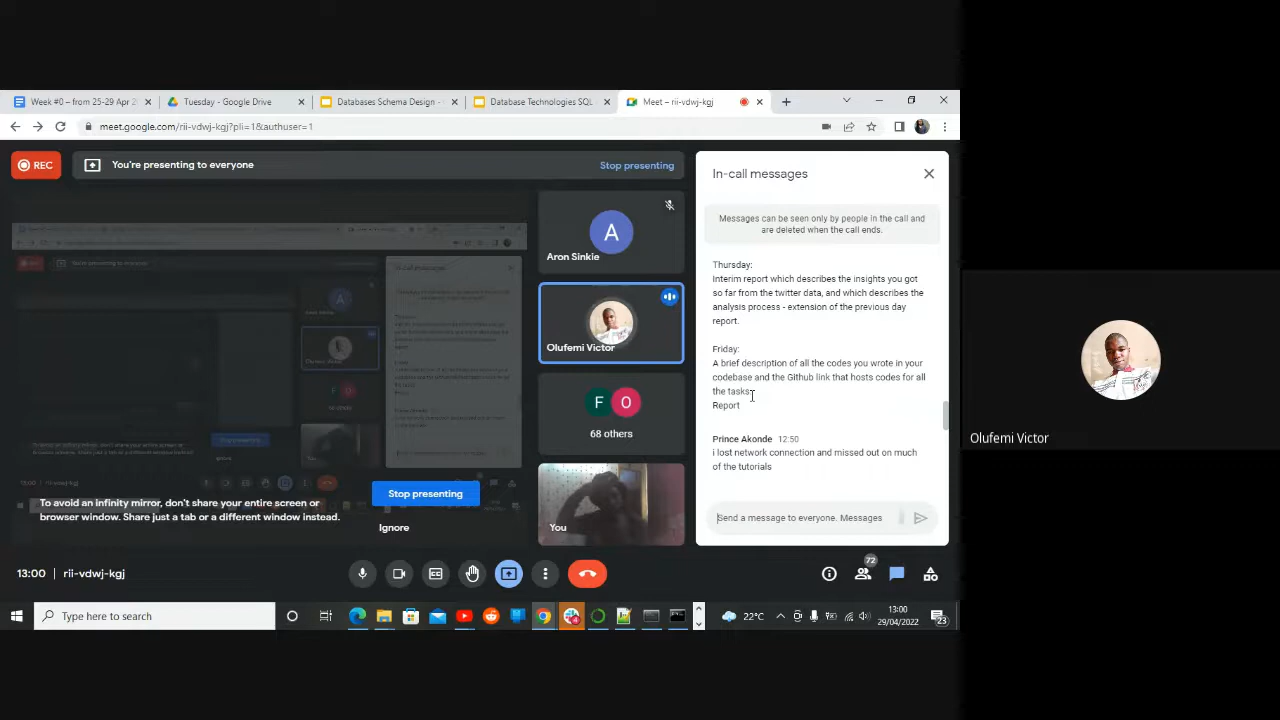 Week #0 – from 25-29 Apr 2
Tuesday - Google Drive
Databases Schema Design -
Database Technologies SQL
Meet – rii-vdwj-kgj
meet.google.com/rii-vdwj-kgj?pli=1&authuser=1
REC
You're presenting to everyone
Stop presenting
A
Aron Sinkie
Olufemi Victor
F
O
68 others
You
To avoid an infinity mirror, don't share your entire screen or
browser window. Share just a tab or a different window instead.
Stop presenting
Ignore
In-call messages
Messages can be seen only by people in the call and
are deleted when the call ends.
Thursday:
Interim report which describes the insights you got
so far from the twitter data, and which describes the
analysis process - extension of the previous day
report.
Friday:
A brief description of all the codes you wrote in your
codebase and the Github link that hosts codes for all
the tasks.
Report
Prince Akonde 12:50
i lost network connection and missed out on much
of the tutorials
Send a message to everyone. Messages
13:00 | rii-vdwj-kgj
72
Type here to search
22°C
13:00
29/04/2022
23
Olufemi Victor